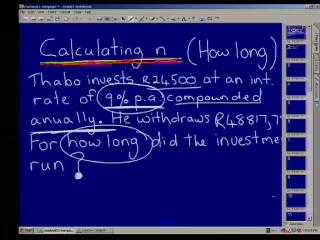 Calculating n (How long)
Thabo invests R24500 at an int.
rate of 9% p.a. compounded
annually. He withdraws R48817,7
For how long did the investme
run ?